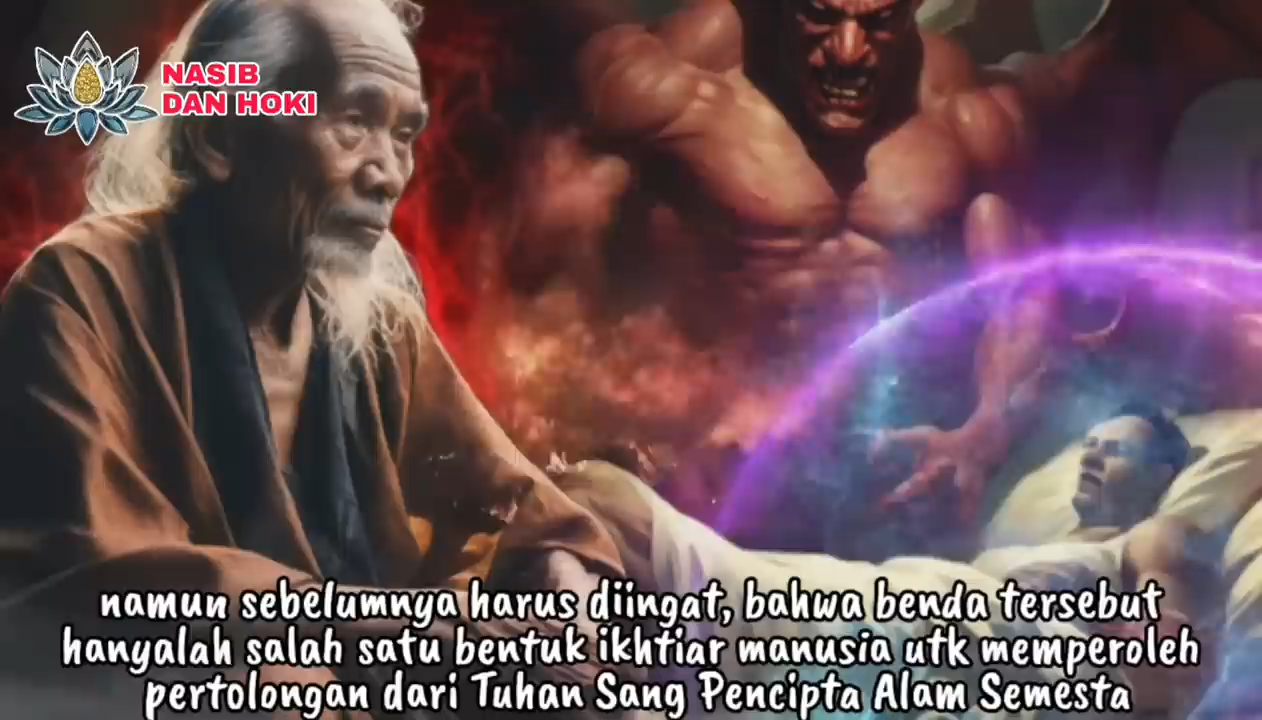 NASIB
DAN HOKI
namun sebelumnya harus diingat, bahwa benda tersebut
hanyalah salah satu bentuk ikhtiar manusia utk memperoleh
pertolongan dari Tuhan Sang Pencipta Alam Semesta